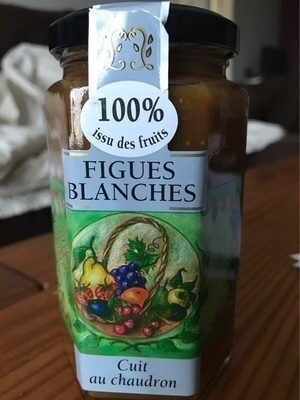 100%
issu des fruits
FIGUES
BLANCHES
Cuit
au chaudron